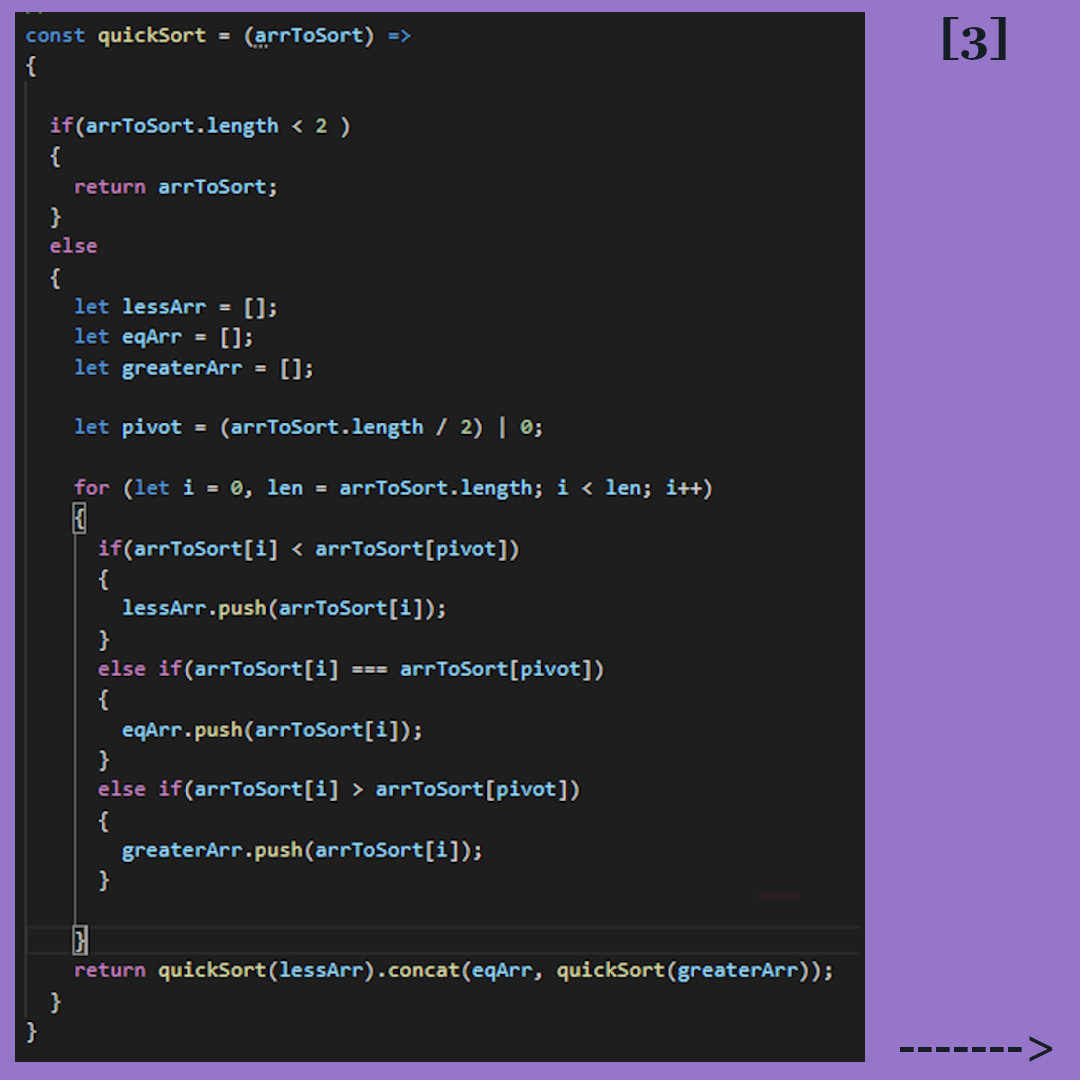 const quickSort = (arrToSort) =>
{
if(arrToSort.length < 2 )
{
return arrToSort;
}
else
{
let lessArr = [];
let eqArr = [];
let greaterArr = [];
let pivot = (arrToSort.length / 2) | 0;
for (let i = 0, len = arrToSort.length; i < len; i++)
{
if(arrToSort[i] < arrToSort[pivot])
{
lessArr.push(arrToSort[i]);
}
else if(arrToSort[i] === arrToSort[pivot])
{
eqArr.push(arrToSort[i]);
}
else if(arrToSort[i] > arrToSort[pivot])
{
greaterArr.push(arrToSort[i]);
}
}
return quickSort(lessArr).concat(eqArr, quickSort(greaterArr));
}
}
[3]
------->